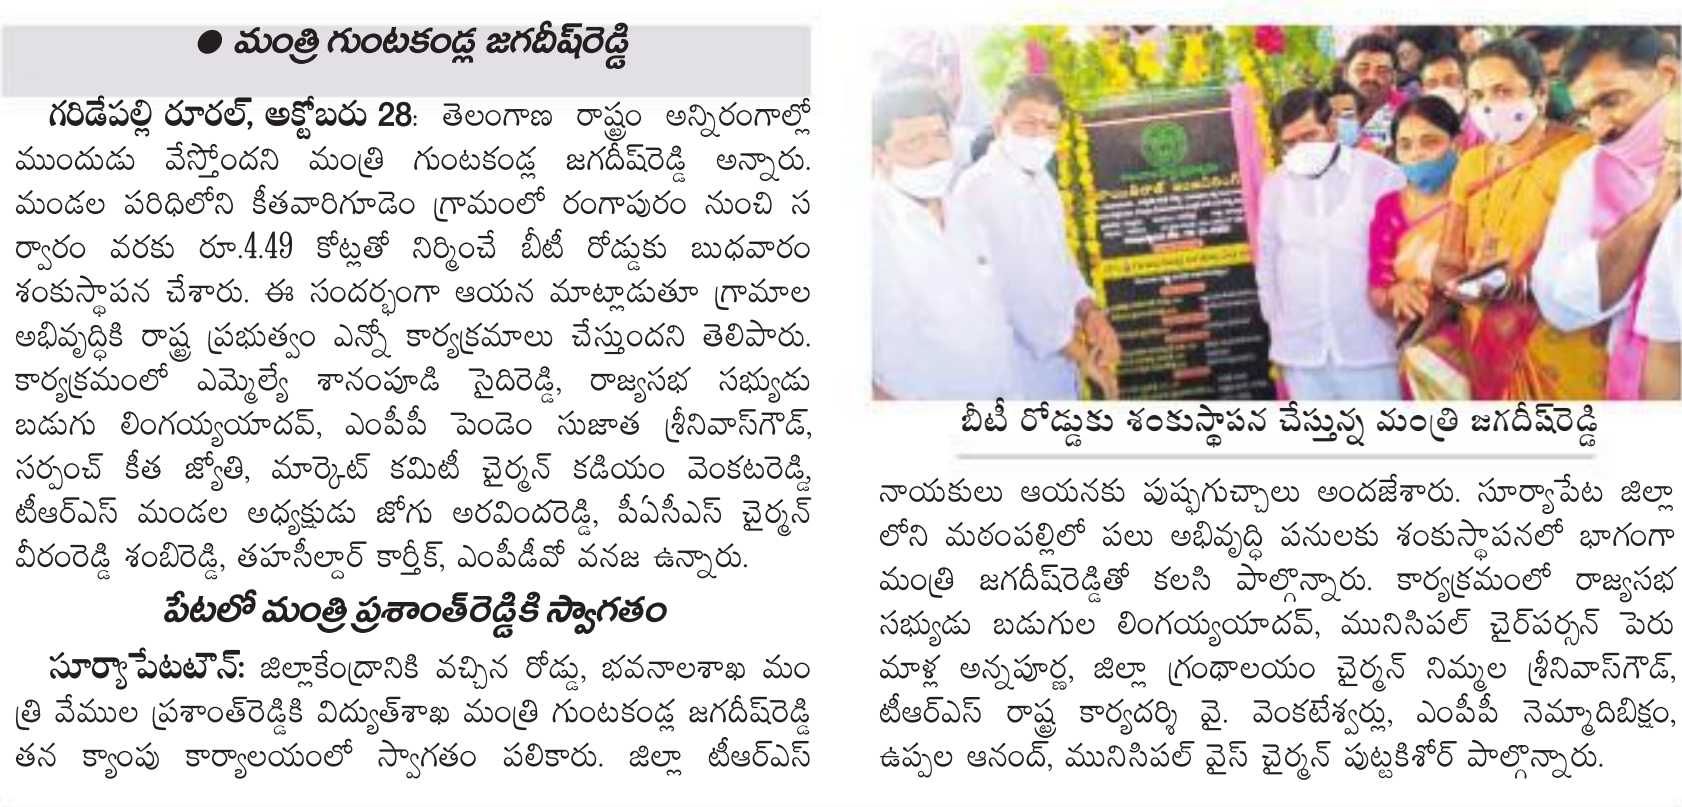 ● మంత్రి గుంటకండ్ల జగదీష్‌రెడ్డి
గరిడేపల్లి రూరల్, అక్టోబరు 28: తెలంగాణ రాష్ట్రం అన్నిరంగాల్లో
ముందుడు వేస్తోందని మంత్రి గుంటకండ్ల జగదీష్‌రెడ్డి అన్నారు.
మండల పరిధిలోని కీతవారిగూడెం గ్రామంలో రంగాపురం నుంచి స
ర్వారం వరకు రూ.4.49 కోట్లతో నిర్మించే బీటీ రోడ్డుకు బుధవారం
శంకుస్థాపన చేశారు. ఈ సందర్భంగా ఆయన మాట్లాడుతూ గ్రామాల
అభివృద్ధికి రాష్ట్ర ప్రభుత్వం ఎన్నో కార్యక్రమాలు చేస్తుందని తెలిపారు.
కార్యక్రమంలో ఎమ్మెల్యే శానంపూడి సైదిరెడ్డి, రాజ్యసభ సభ్యుడు
బడుగు లింగయ్యయాదవ్, ఎంపీపీ పెండెం సుజాత శ్రీనివాస్‌గౌడ్,
సర్పంచ్ కీత జ్యోతి, మార్కెట్ కమిటీ చైర్మన్ కడియం వెంకటరెడ్డి,
టీఆర్ఎస్ మండల అధ్యక్షుడు జోగు అరవిందరెడ్డి, పీఏసీఎస్ చైర్మన్
వీరంరెడ్డి శంబిరెడ్డి, తహసీల్దార్ కార్తీక్, ఎంపీడీవో వనజ ఉన్నారు.
పేటలో మంత్రి ప్రశాంత్‌రెడ్డికి స్వాగతం
సూర్యాపేటటౌన్: జిల్లాకేంద్రానికి వచ్చిన రోడ్డు, భవనాలశాఖ మం
త్రి వేముల ప్రశాంత్‌రెడ్డికి విద్యుత్‌శాఖ మంత్రి గుంటకండ్ల జగదీష్‌రెడ్డి
తన క్యాంపు కార్యాలయంలో స్వాగతం పలికారు. జిల్లా టీఆర్ఎస్
బీటీ రోడ్డుకు శంకుస్థాపన చేస్తున్న మంత్రి జగదీష్‌రెడ్డి
నాయకులు ఆయనకు పుష్పగుచ్చాలు అందజేశారు. సూర్యాపేట జిల్లా
లోని మఠంపల్లిలో పలు అభివృద్ధి పనులకు శంకుస్థాపనలో భాగంగా
మంత్రి జగదీష్‌రెడ్డితో కలసి పాల్గొన్నారు. కార్యక్రమంలో రాజ్యసభ
సభ్యుడు బడుగుల లింగయ్యయాదవ్, మునిసిపల్ చైర్‌పర్సన్ పెరు
మాళ్ల అన్నపూర్ణ, జిల్లా గ్రంథాలయం చైర్మన్ నిమ్మల శ్రీనివాస్‌గౌడ్,
టీఆర్ఎస్ రాష్ట్ర కార్యదర్శి వై. వెంకటేశ్వర్లు, ఎంపీపీ నెమ్మాదిబిక్షం,
ఉప్పల ఆనంద్, మునిసిపల్ వైస్ చైర్మన్ పుట్టకిశోర్ పాల్గొన్నారు.